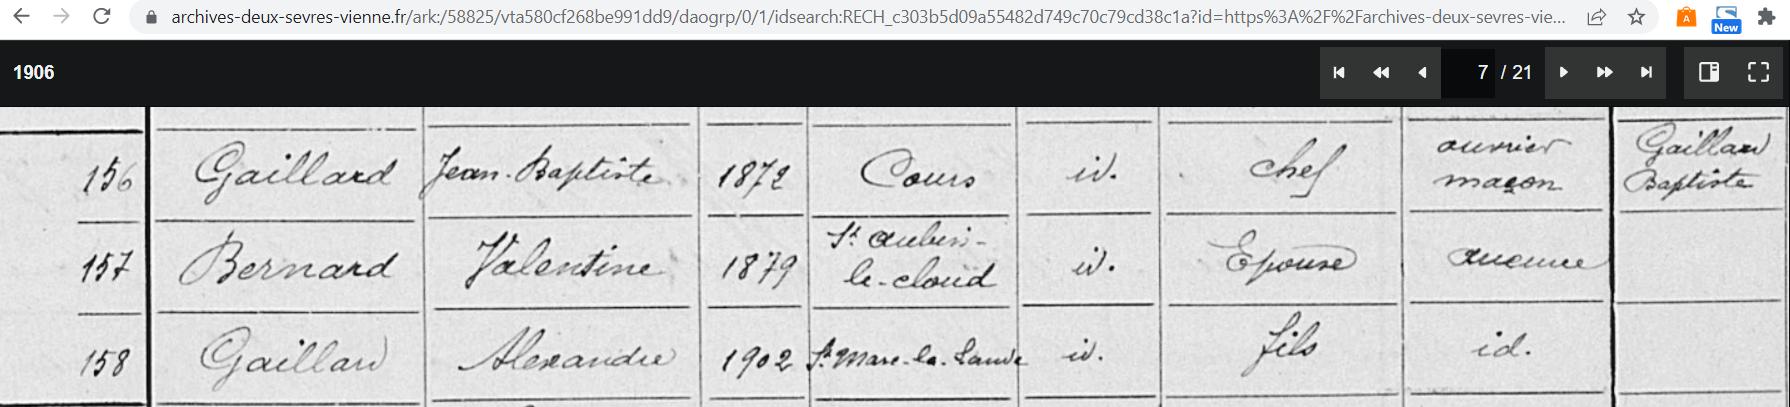 archives-deux-sevres-vienne.fr/ark:/58825/vta580cf268be991dd9/daogrp/0/1/idsearch:RECH_c303b5d09a55482d749c70c79cd38c1a?id=https%3A%2F%2Farchives-deux-sevres-vie...
New
1906
7 / 21
156 Gaillard Jean-Baptiste 1872 Cours id. chef ouvrier maçon Gaillard Baptiste
157 Bernard Valentine 1879 St Aubin-le-cloud id. Epouse aucune
158 Gaillard Alexandre 1902 St Marc-la-Lande id. fils id.